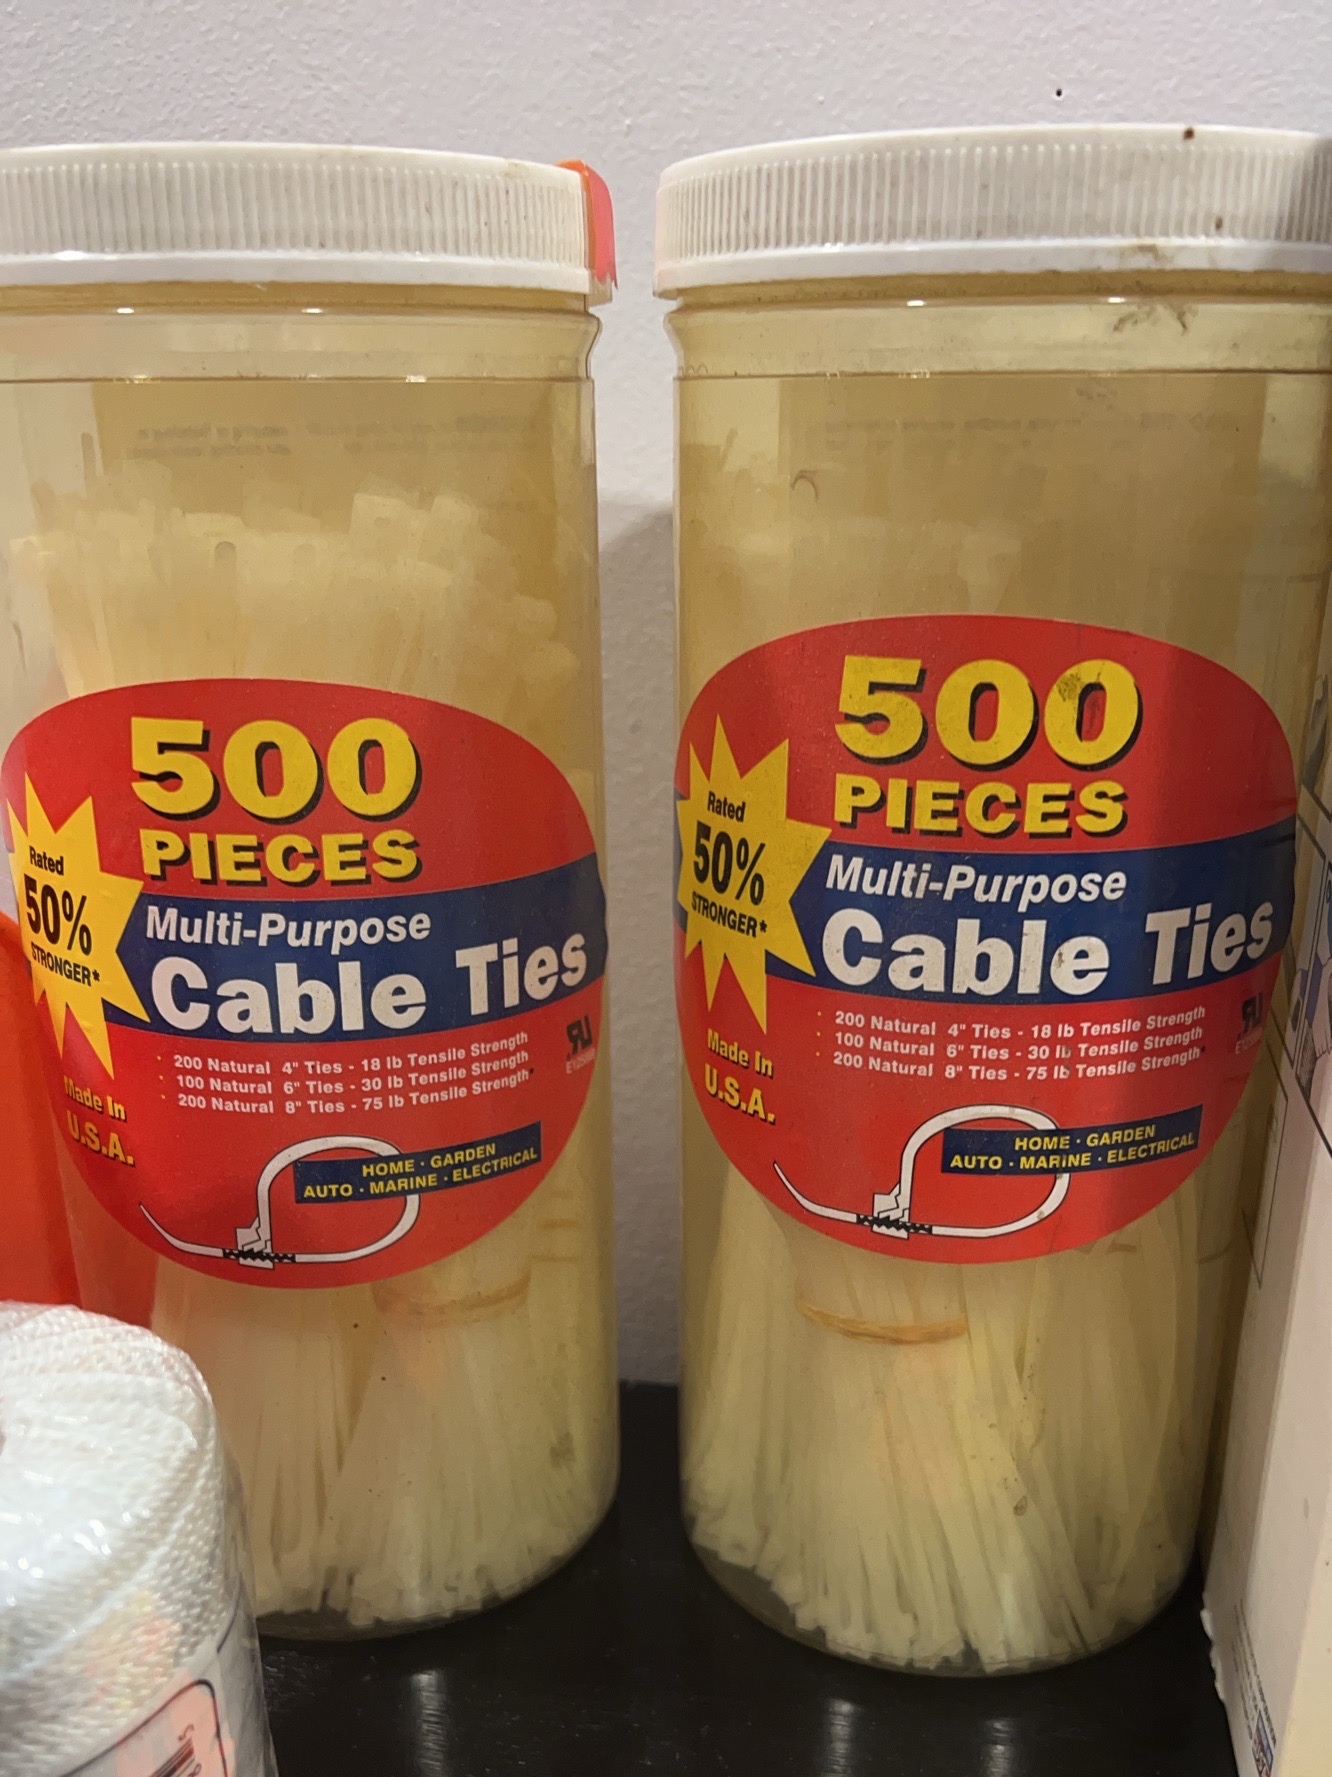 500
PIECES
Rated
50%
STRONGER*
Multi-Purpose
Cable Ties
· 200 Natural 4" Ties - 18 lb Tensile Strength
· 100 Natural 6" Ties - 30 lb Tensile Strength
· 200 Natural 8" Ties - 75 lb Tensile Strength*
Made In
U.S.A.
HOME · GARDEN
AUTO · MARINE · ELECTRICAL
500
PIECES
Rated
50%
STRONGER*
Multi-Purpose
Cable Ties
· 200 Natural 4" Ties - 18 lb Tensile Strength
· 100 Natural 6" Ties - 30 lb Tensile Strength
· 200 Natural 8" Ties - 75 lb Tensile Strength*
Made In
U.S.A.
HOME · GARDEN
AUTO · MARINE · ELECTRICAL